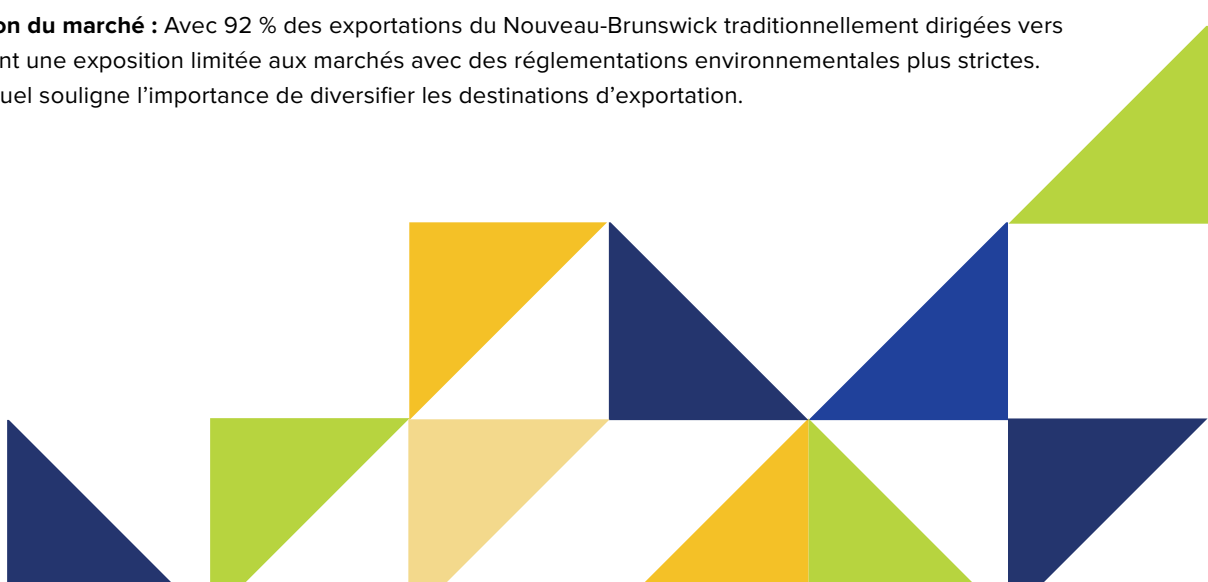 on du marché : Avec 92 % des exportations du Nouveau-Brunswick traditionnellement dirigées vers
nt une exposition limitée aux marchés avec des réglementations environnementales plus strictes.
uel souligne l’importance de diversifier les destinations d’exportation.